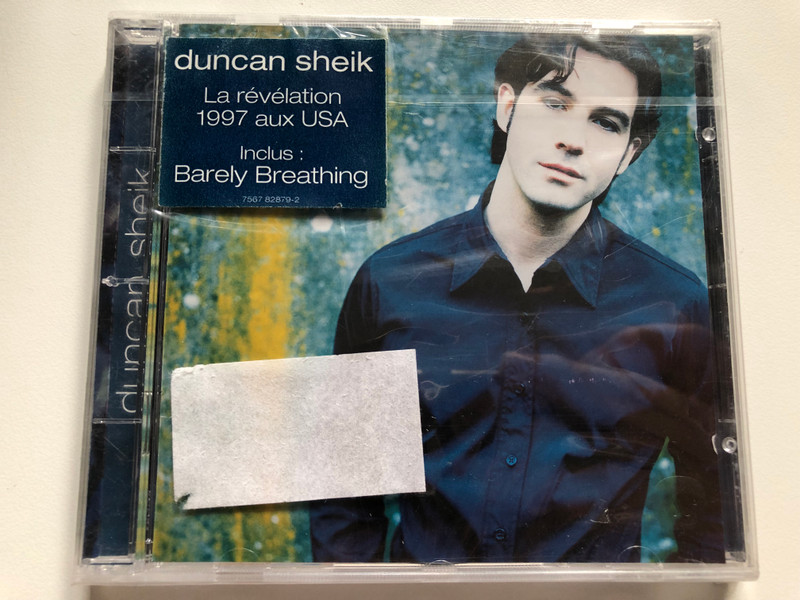 duncan sheik
La révélation
1997 aux USA
Inclus :
Barely Breathing
7567 82879-2
duncan sheik